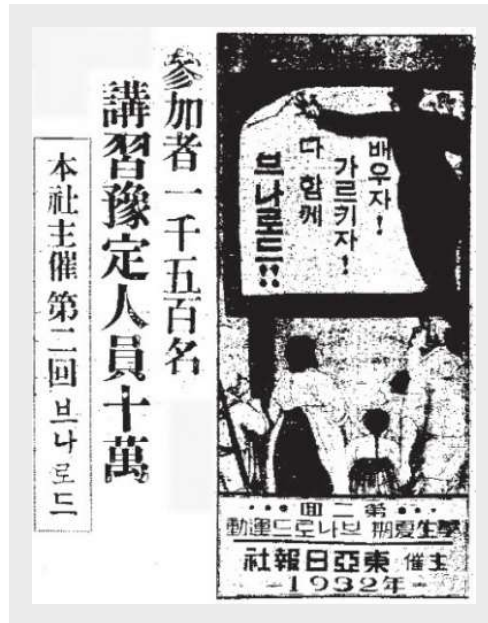 배우자!
가르키자!
다 함께
브나로드!!
•••第二回•••
學生夏期 브나로드運動
主催 東亞日報社
-1932年-
參加者一千五百名
講習豫定人員十萬
本社主催第二回브나로드